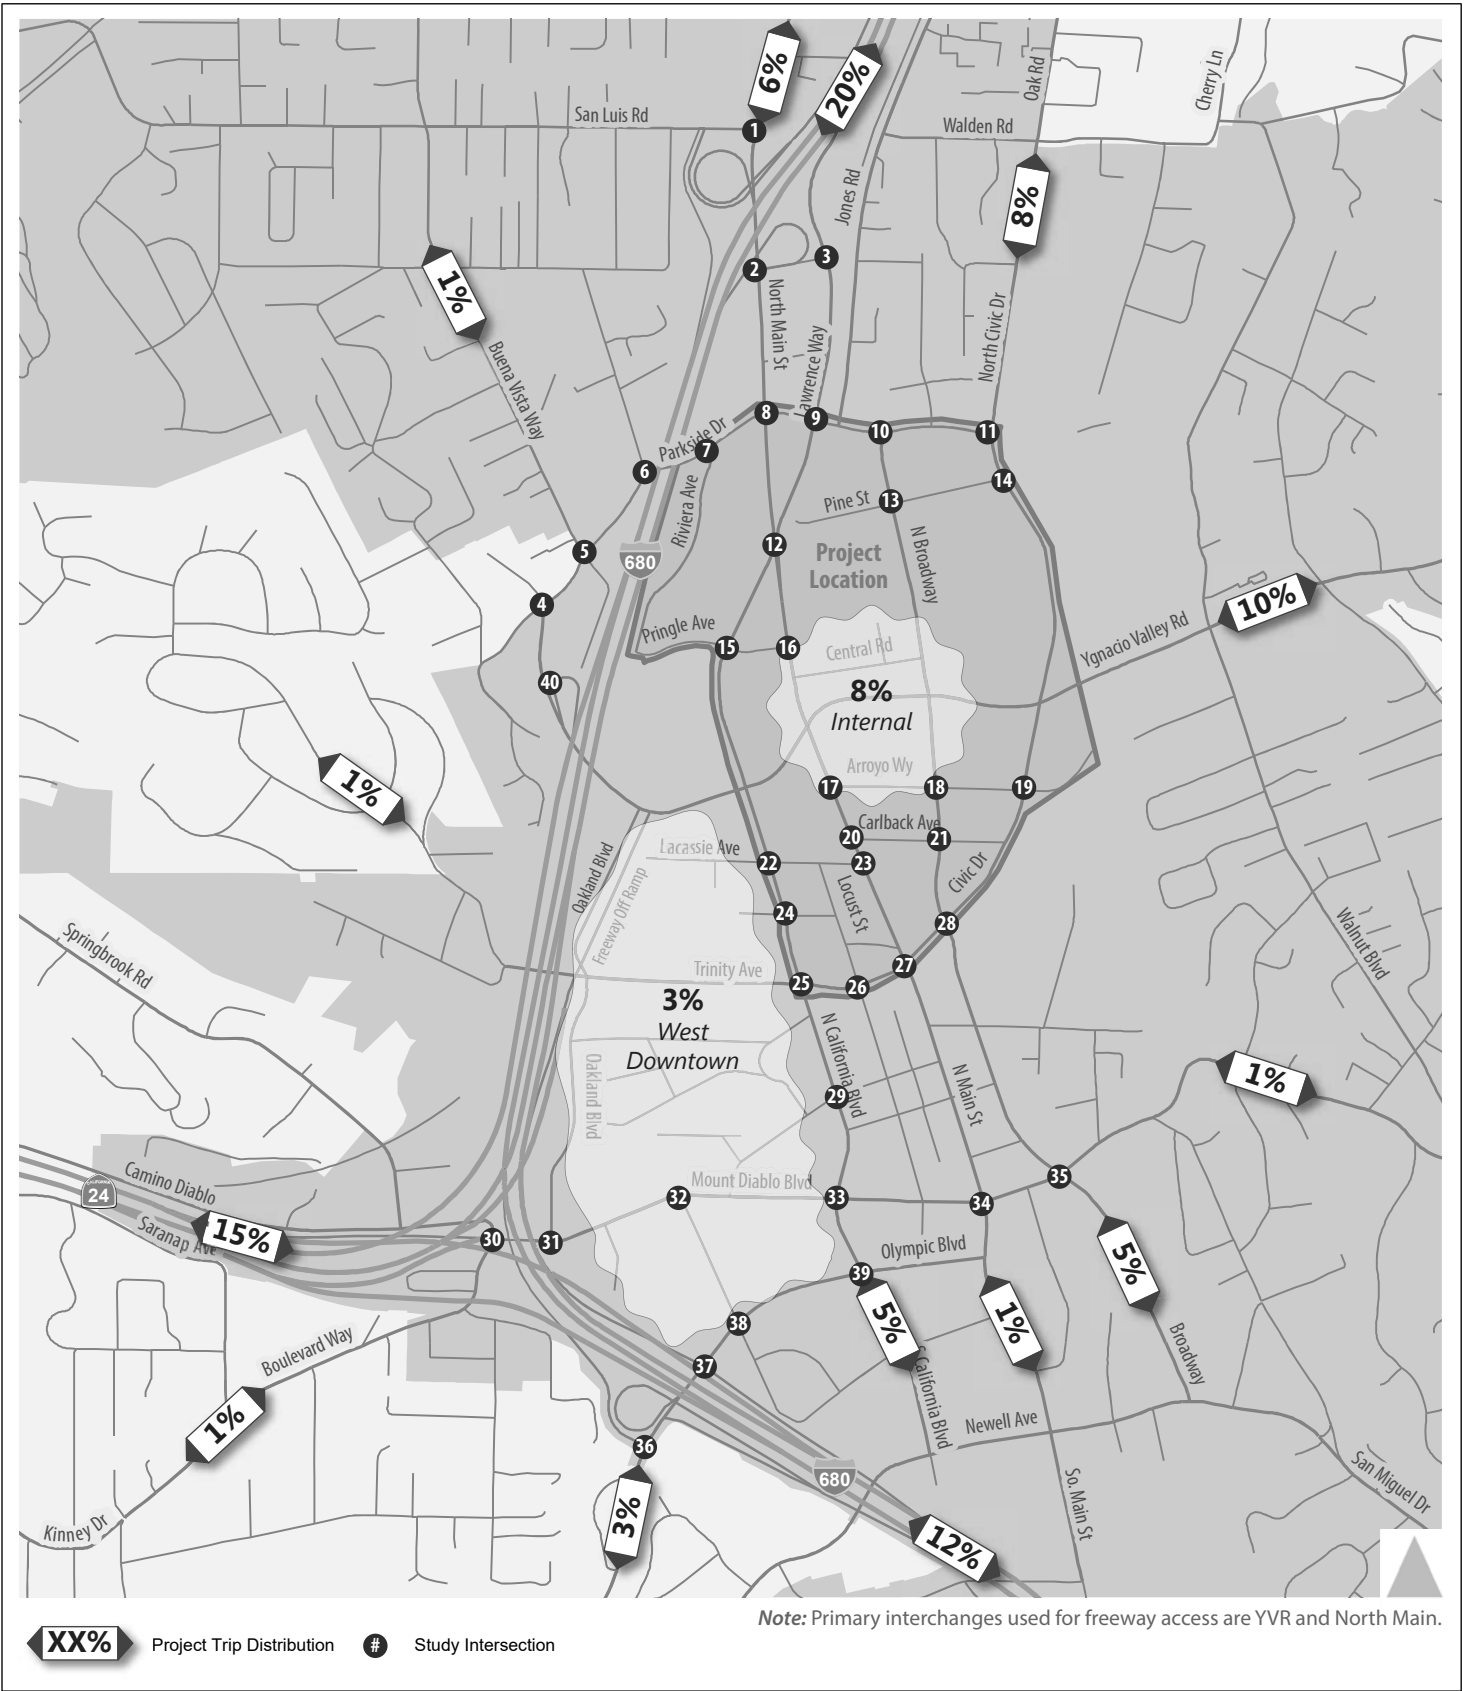 6%
20%
Oak Rd
Cherry Ln
San Luis Rd
1
Walden Rd
Jones Rd
8%
2
3
1%
North Main St
North Civic Dr
Lawrence Way
Buena Vista Way
8
9
10
11
Parkside Dr
7
6
14
Pine St
13
Riviera Ave
12
N Broadway
5
680
Project
Location
4
10%
Pringle Ave
15
16
Central Rd
Ygnacio Valley Rd
40
8%
Internal
1%
Arroyo Wy
17
18
19
Carlback Ave
20
21
Lacassie Ave
22
23
Oakland Blvd
Freeway Off Ramp
Locust St
Civic Dr
24
28
Walnut Blvd
Springbrook Rd
Trinity Ave
25
26
27
3%
West
Downtown
N California Blvd
Oakland Blvd
29
N Main St
1%
Camino Diablo
CALIFORNIA
24
Mount Diablo Blvd
32
33
34
35
Saranap Ave
15%
30
31
Olympic Blvd
39
5%
5%
1%
38
Broadway
Boulevard Way
37
S California Blvd
1%
Newell Ave
36
680
San Miguel Dr
So. Main St
3%
Kinney Dr
12%
Note: Primary interchanges used for freeway access are YVR and North Main.
XX%
Project Trip Distribution
#
Study Intersection